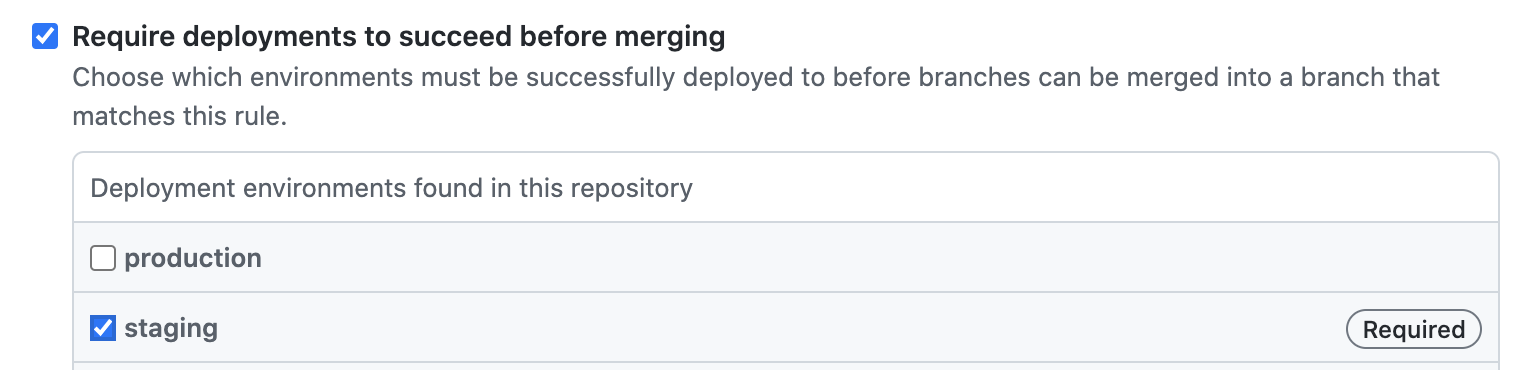 Require deployments to succeed before merging
Choose which environments must be successfully deployed to before branches can be merged into a branch that
matches this rule.
Deployment environments found in this repository
production
staging
Required